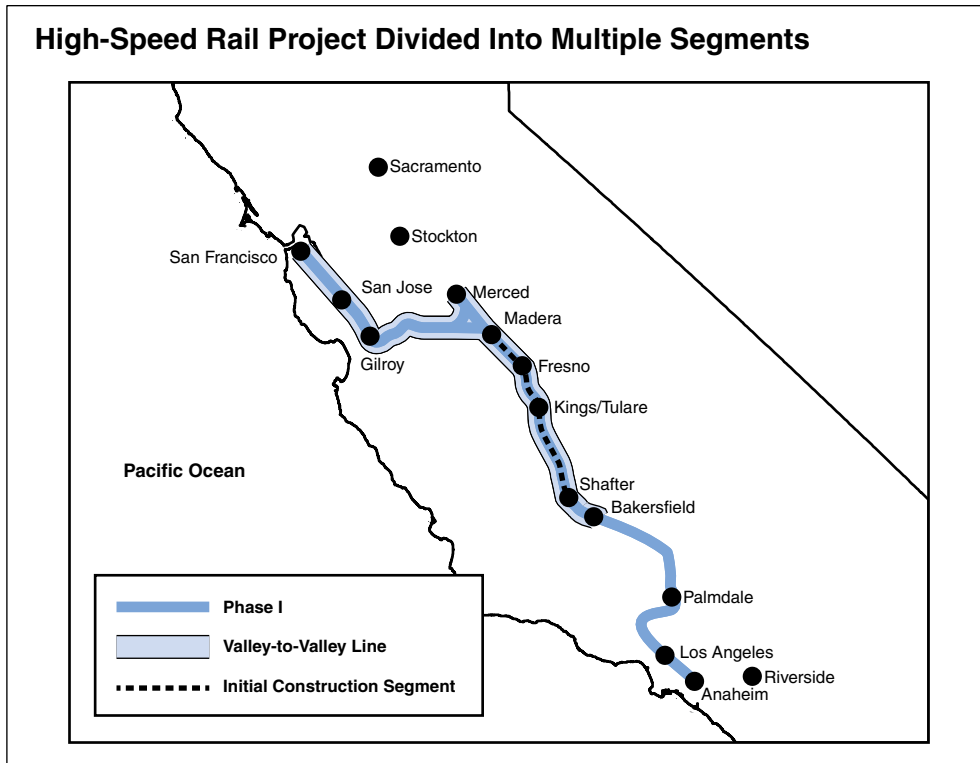 High-Speed Rail Project Divided Into Multiple Segments
Sacramento
Stockton
San Francisco
San Jose
Merced
Madera
Gilroy
Fresno
Kings/Tulare
Pacific Ocean
Shafter
Bakersfield
Phase I
Palmdale
Valley-to-Valley Line
Los Angeles
Riverside
Initial Construction Segment
Anaheim